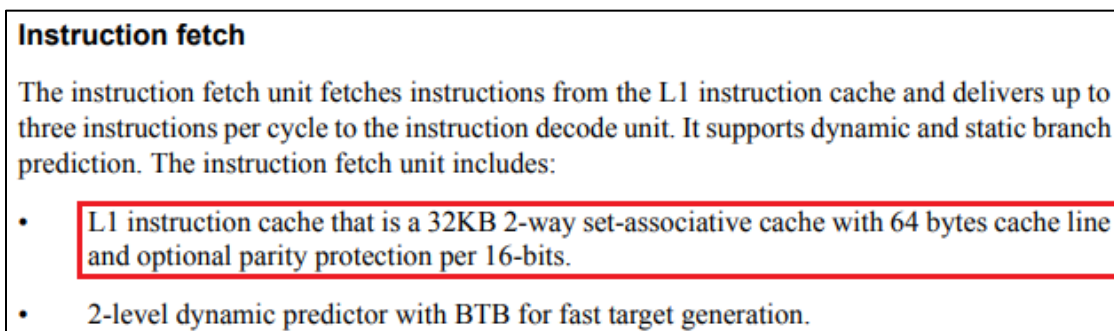 Instruction fetch
The instruction fetch unit fetches instructions from the L1 instruction cache and delivers up to
three instructions per cycle to the instruction decode unit. It supports dynamic and static branch
prediction. The instruction fetch unit includes:
• L1 instruction cache that is a 32KB 2-way set-associative cache with 64 bytes cache line
and optional parity protection per 16-bits.
• 2-level dynamic predictor with BTB for fast target generation.